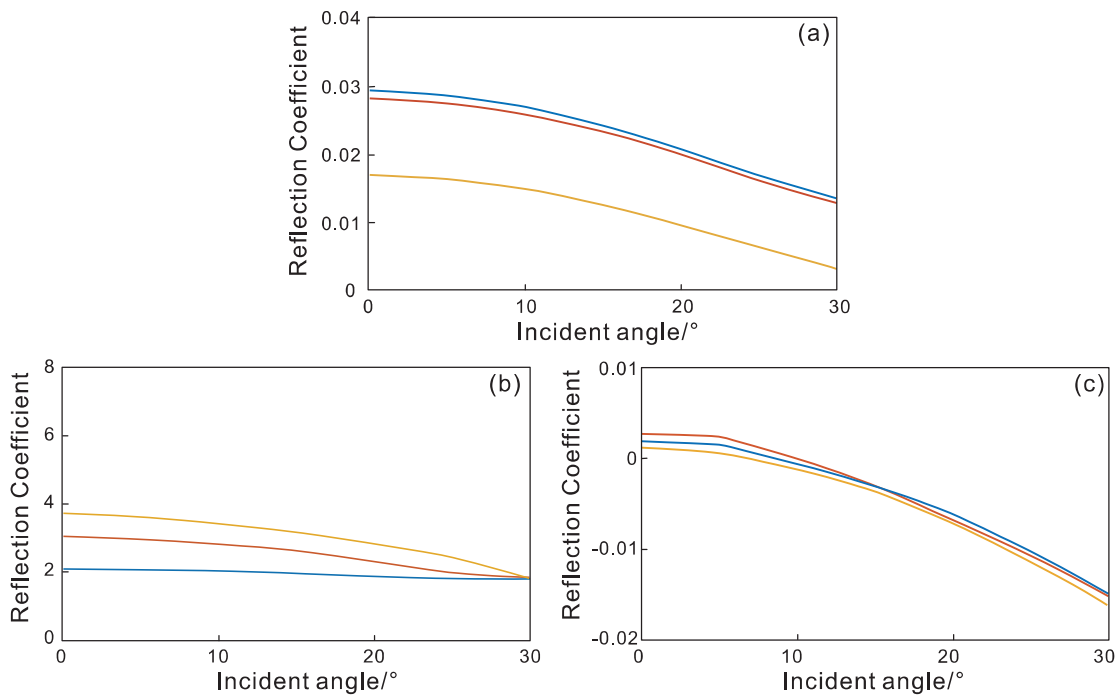 (a)
Reflection Coefficient
0.04
0.03
0.02
0.01
0
0 10 20 30
Incident angle/°
(b)
Reflection Coefficient
8
6
4
2
0
0 10 20 30
Incident angle/°
(c)
Reflection Coefficient
0.01
0
-0.01
-0.02
0 10 20 30
Incident angle/°